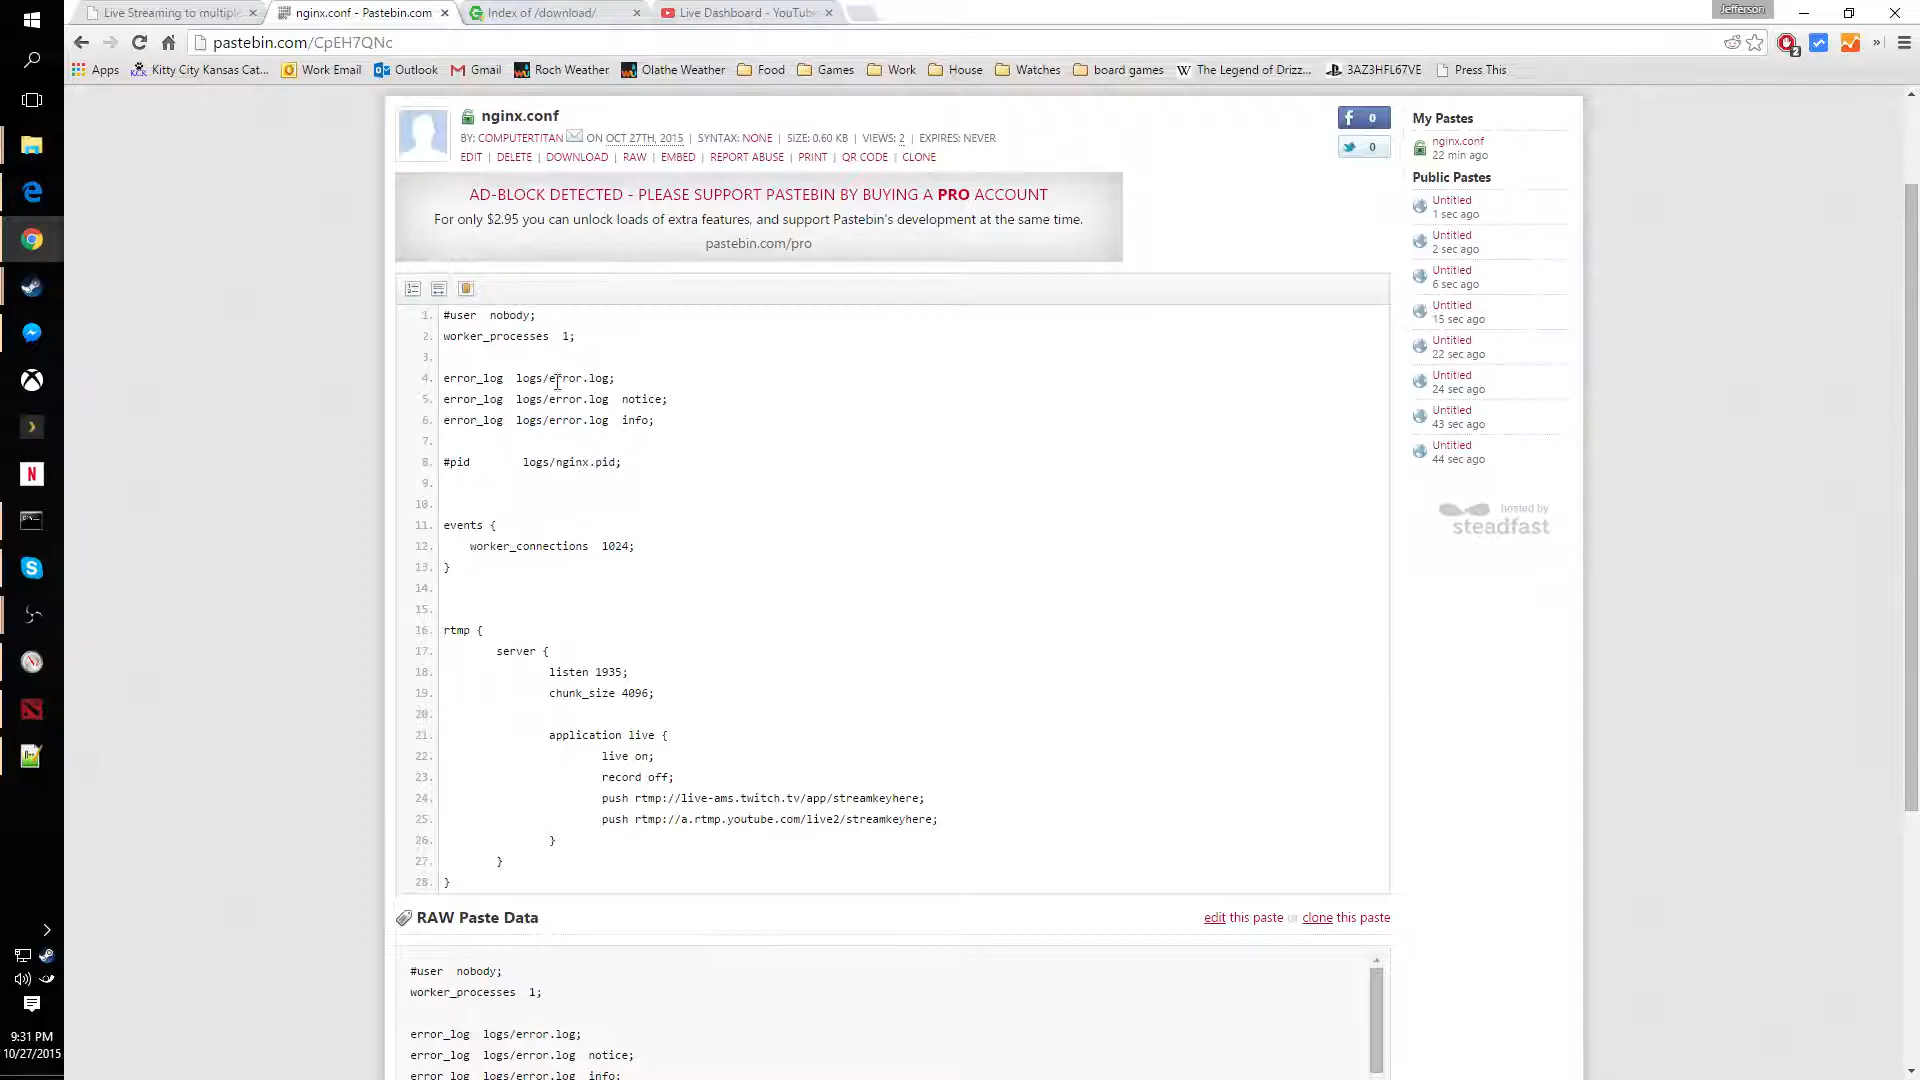 Live Streaming to multiple
nginx.conf - Pastebin.com
Index of /download/
Live Dashboard - YouTube
Jefferson
pastebin.com/CpEH7QNc
2
Apps
Kitty City Kansas Cat...
Work Email
Outlook
Gmail
Roch Weather
Olathe Weather
Food
Games
Work
House
Watches
board games
The Legend of Drizz...
3AZ3HFL67VE
Press This
nginx.conf
BY: COMPUTERTITAN ON OCT 27TH, 2015 | SYNTAX: NONE | SIZE: 0.60 KB | VIEWS: 2 | EXPIRES: NEVER
EDIT | DELETE | DOWNLOAD | RAW | EMBED | REPORT ABUSE | PRINT | QR CODE | CLONE
0
0
AD-BLOCK DETECTED - PLEASE SUPPORT PASTEBIN BY BUYING A PRO ACCOUNT
For only $2.95 you can unlock loads of extra features, and support Pastebin's development at the same time.
pastebin.com/pro
1. #user  nobody;
2. worker_processes  1;
3.
4. error_log  logs/error.log;
5. error_log  logs/error.log  notice;
6. error_log  logs/error.log  info;
7.
8. #pid        logs/nginx.pid;
9.
10.
11. events {
12.     worker_connections  1024;
13. }
14.
15.
16. rtmp {
17.         server {
18.                 listen 1935;
19.                 chunk_size 4096;
20.
21.                 application live {
22.                         live on;
23.                         record off;
24.                         push rtmp://live-ams.twitch.tv/app/streamkeyhere;
25.                         push rtmp://a.rtmp.youtube.com/live2/streamkeyhere;
26.                 }
27.         }
28. }
RAW Paste Data
edit this paste or clone this paste
#user  nobody;
worker_processes  1;
error_log  logs/error.log;
error_log  logs/error.log  notice;
error_log  logs/error.log  info;
My Pastes
nginx.conf
22 min ago
Public Pastes
Untitled
1 sec ago
Untitled
2 sec ago
Untitled
6 sec ago
Untitled
15 sec ago
Untitled
22 sec ago
Untitled
24 sec ago
Untitled
43 sec ago
Untitled
44 sec ago
hosted by
steadfast
9:31 PM
10/27/2015